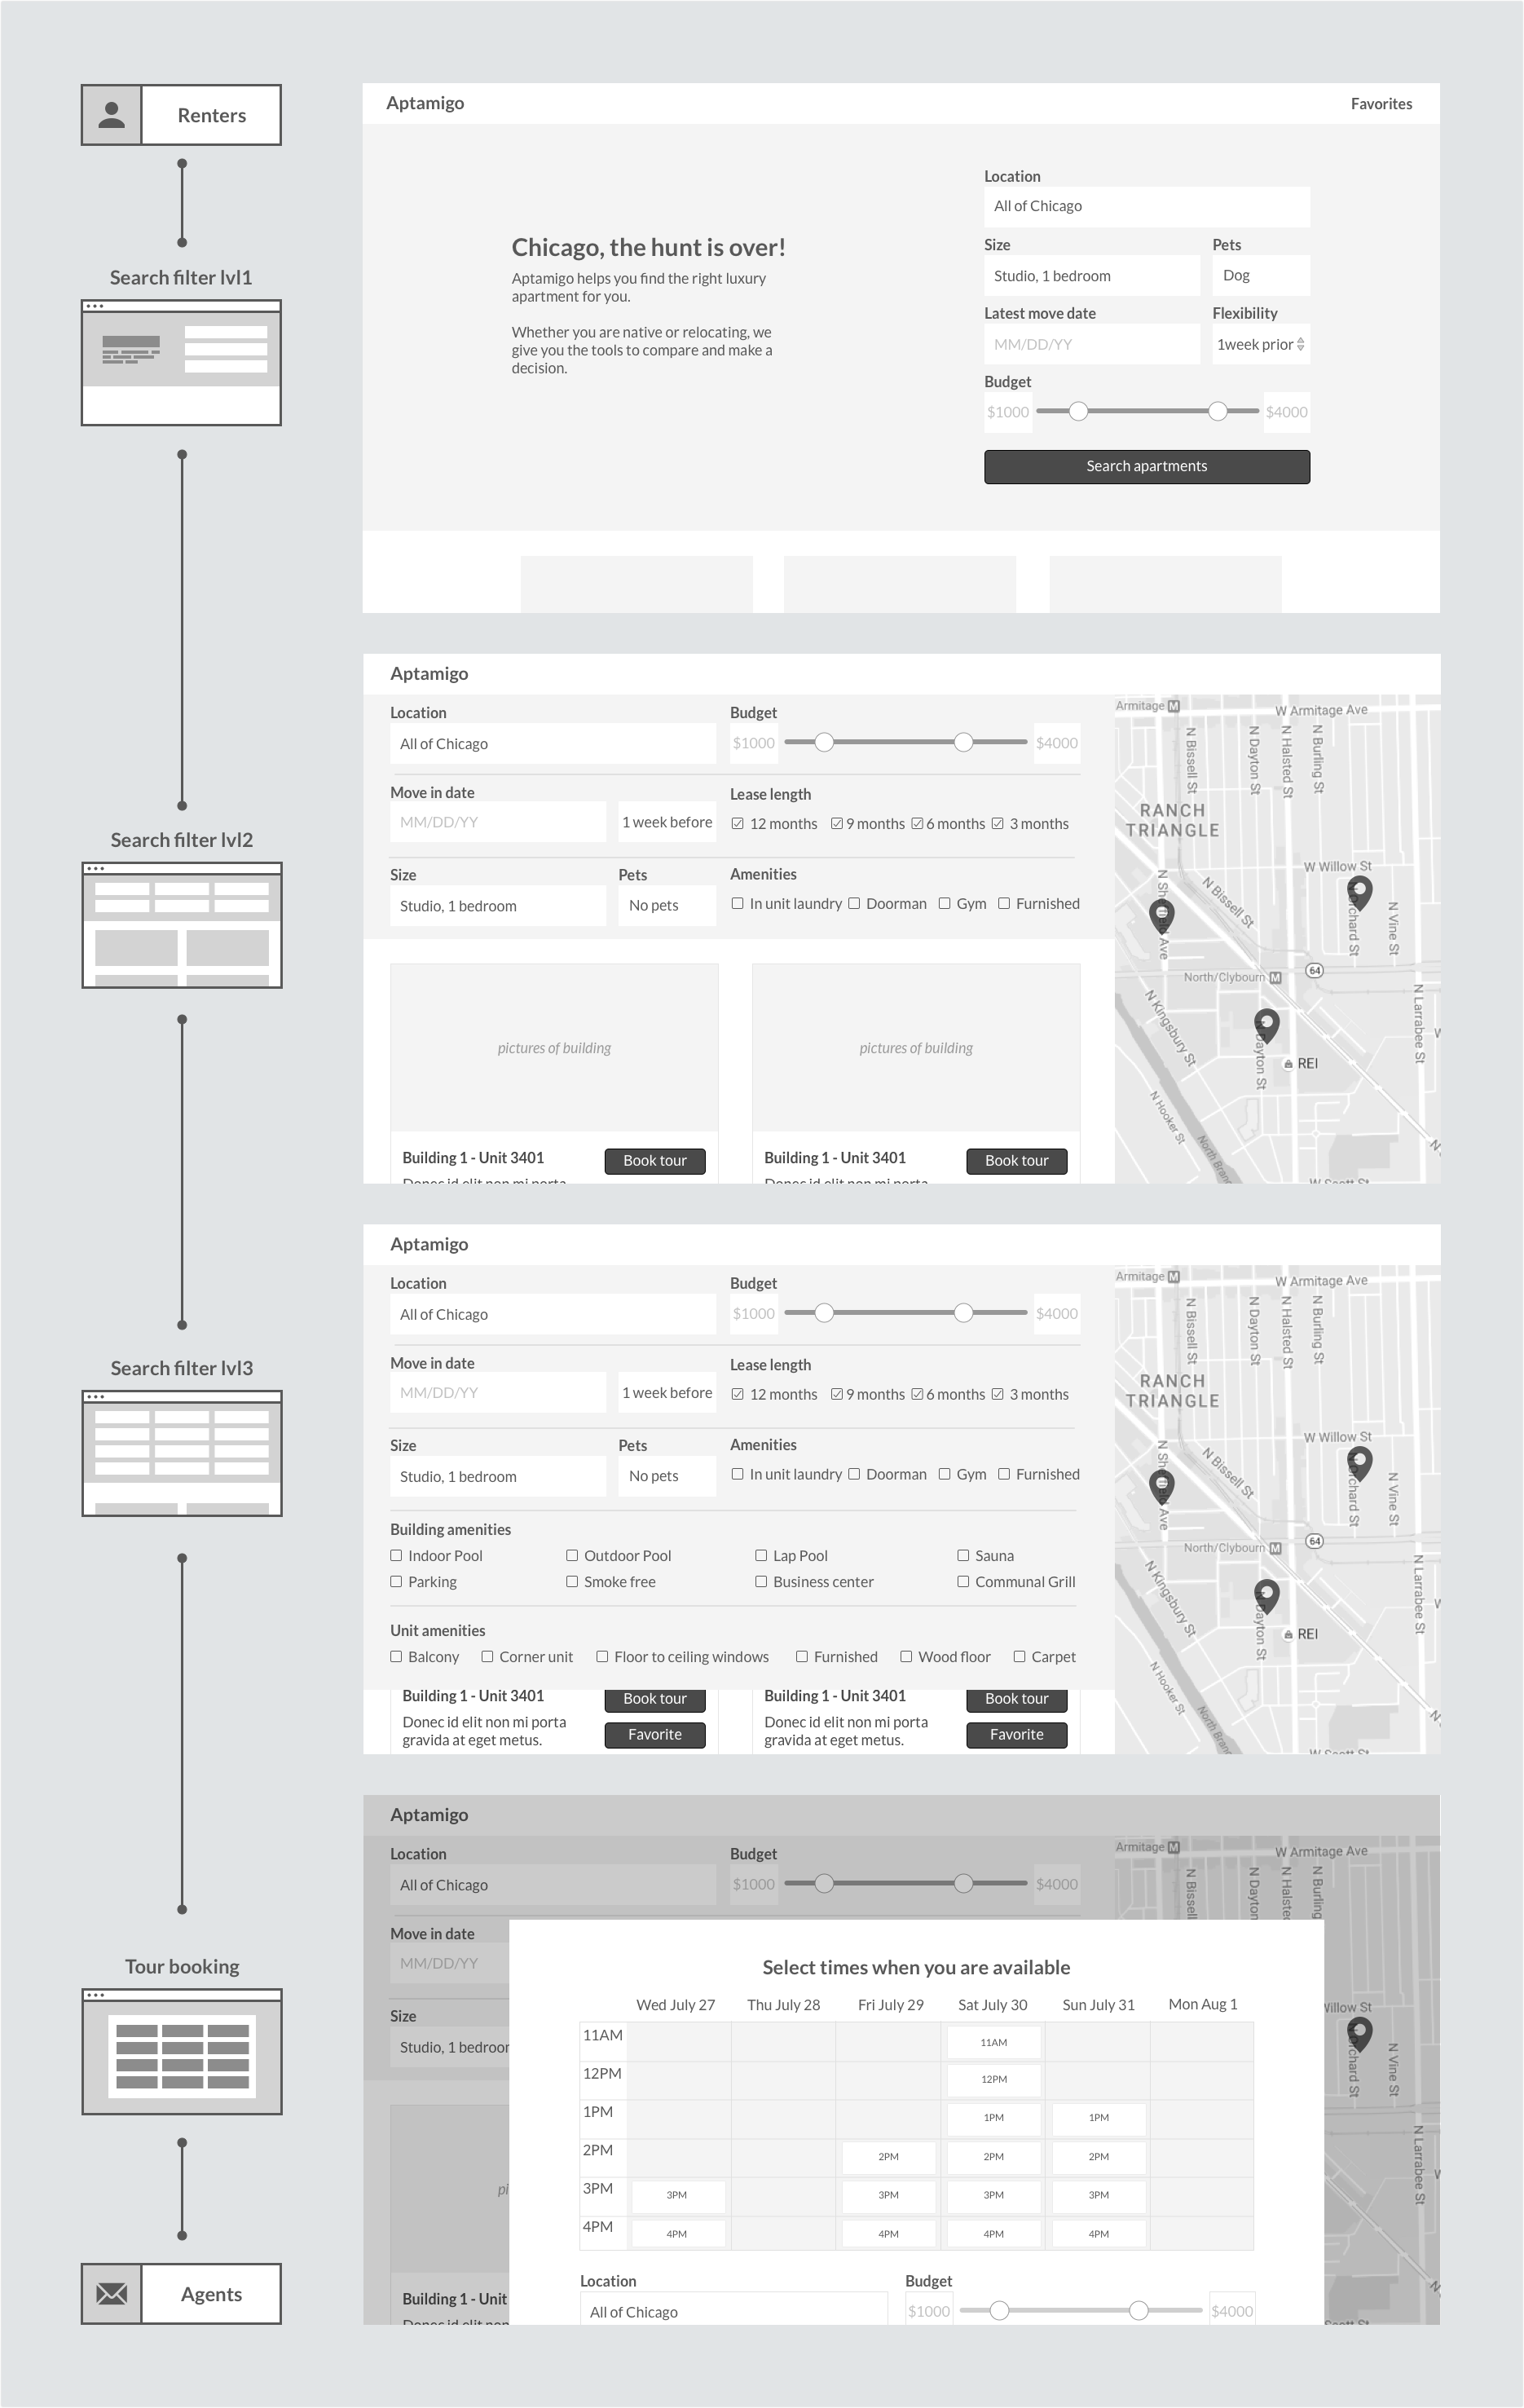 Renters
Search filter lvl1
Search filter lvl2
Search filter lvl3
Tour booking
Agents
Aptamigo
Favorites
Chicago, the hunt is over!
Aptamigo helps you find the right luxury
apartment for you.
Whether you are native or relocating, we
give you the tools to compare and make a
decision.
Location
All of Chicago
Size Pets
Studio, 1 bedroom Dog
Latest move date Flexibility
MM/DD/YY 1week prior
Budget
$1000 $4000
Search apartments
Aptamigo
Location Budget
All of Chicago $1000 $4000
Move in date Lease length
MM/DD/YY 1 week before 12 months 9 months 6 months 3 months
Size Pets Amenities
Studio, 1 bedroom No pets In unit laundry Doorman Gym Furnished
pictures of building pictures of building
Building 1 - Unit 3401 Book tour Building 1 - Unit 3401 Book tour
Donec id elit non mi porta Donec id elit non mi porta
Armitage M
W Armitage Ave
N Bissell St
N Dayton St
N Halsted St
N Burling St
RANCH
TRIANGLE
W Willow St
N Bissell St
N Vine St
64
North/Clybourn M
N Kingsbury St
N Larrabee St
N Dayton St
REI
N Hooker St
W Scott St
Aptamigo
Location Budget
All of Chicago $1000 $4000
Move in date Lease length
MM/DD/YY 1 week before 12 months 9 months 6 months 3 months
Size Pets Amenities
Studio, 1 bedroom No pets In unit laundry Doorman Gym Furnished
Building amenities
Indoor Pool Outdoor Pool Lap Pool Sauna
Parking Smoke free Business center Communal Grill
Unit amenities
Balcony Corner unit Floor to ceiling windows Furnished Wood floor Carpet
Building 1 - Unit 3401 Book tour Building 1 - Unit 3401 Book tour
Donec id elit non mi porta Donec id elit non mi porta
gravida at eget metus. Favorite gravida at eget metus. Favorite
Armitage M
W Armitage Ave
N Bissell St
N Dayton St
N Halsted St
N Burling St
RANCH
TRIANGLE
W Willow St
N Bissell St
N Vine St
64
North/Clybourn M
N Kingsbury St
N Larrabee St
N Dayton St
REI
N Hooker St
Aptamigo
Location Budget
All of Chicago $1000 $4000
Move in date
MM/DD/YY
Size
Studio, 1 bedroom
Building 1 - Unit
Armitage M
W Armitage Ave
N Bissell
N Dayton
N Burling
Willow St
N Vine St
N Larrabee St
Select times when you are available
Wed July 27 Thu July 28 Fri July 29 Sat July 30 Sun July 31 Mon Aug 1
11AM 11AM
12PM 12PM
1PM 1PM 1PM
2PM 2PM 2PM 2PM
3PM 3PM 3PM 3PM 3PM
4PM 4PM 4PM 4PM 4PM
Location Budget
All of Chicago $1000 $4000